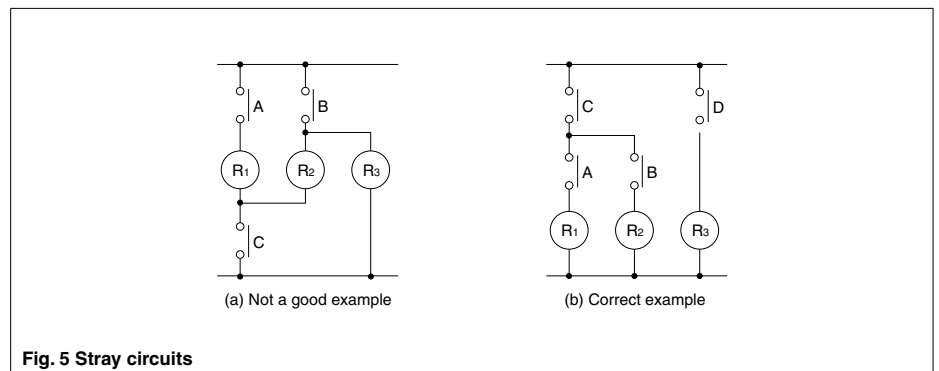 A
B
R1
R2
R3
C
(a) Not a good example
C
D
A
B
R1
R2
R3
(b) Correct example
Fig. 5 Stray circuits